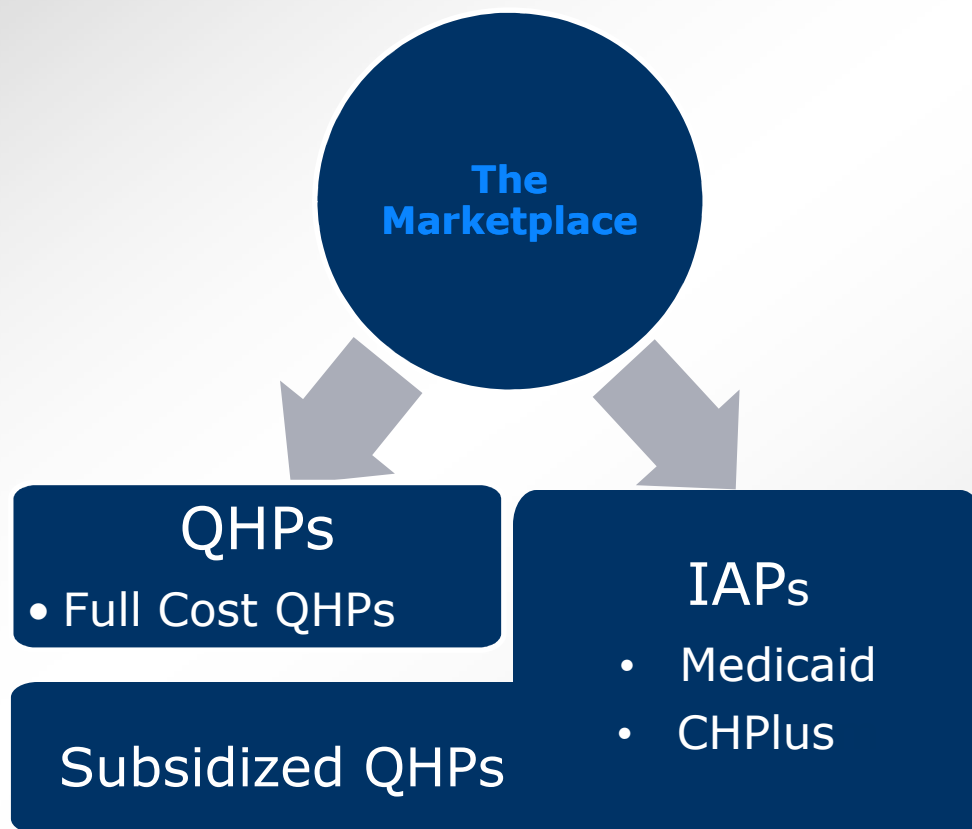 The
Marketplace
QHPs
• Full Cost QHPs
IAPs
• Medicaid
• CHPlus
Subsidized QHPs